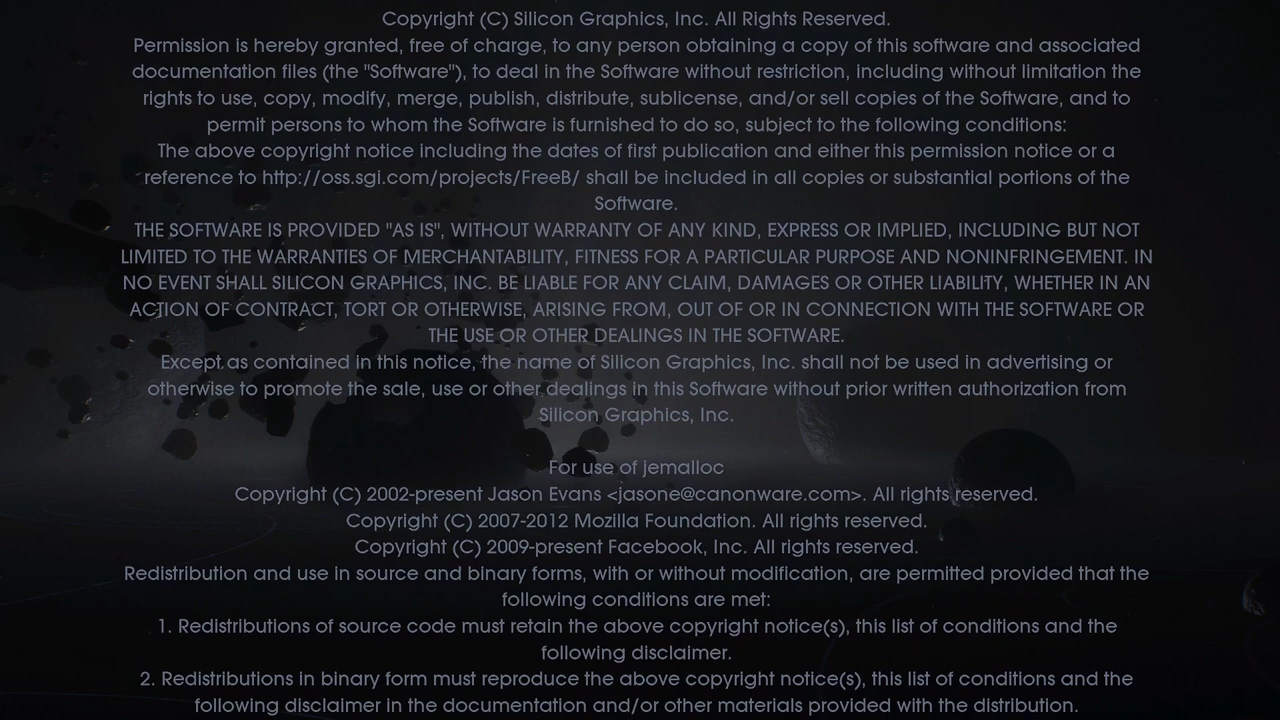 Copyright (C) Silicon Graphics, Inc. All Rights Reserved.
Permission is hereby granted, free of charge, to any person obtaining a copy of this software and associated
documentation files (the "Software"), to deal in the Software without restriction, including without limitation the
rights to use, copy, modify, merge, publish, distribute, sublicense, and/or sell copies of the Software, and to
permit persons to whom the Software is furnished to do so, subject to the following conditions:
The above copyright notice including the dates of first publication and either this permission notice or a
reference to http://oss.sgi.com/projects/FreeB/ shall be included in all copies or substantial portions of the
Software.
THE SOFTWARE IS PROVIDED "AS IS", WITHOUT WARRANTY OF ANY KIND, EXPRESS OR IMPLIED, INCLUDING BUT NOT
LIMITED TO THE WARRANTIES OF MERCHANTABILITY, FITNESS FOR A PARTICULAR PURPOSE AND NONINFRINGEMENT. IN
NO EVENT SHALL SILICON GRAPHICS, INC. BE LIABLE FOR ANY CLAIM, DAMAGES OR OTHER LIABILITY, WHETHER IN AN
ACTION OF CONTRACT, TORT OR OTHERWISE, ARISING FROM, OUT OF OR IN CONNECTION WITH THE SOFTWARE OR
THE USE OR OTHER DEALINGS IN THE SOFTWARE.
Except as contained in this notice, the name of Silicon Graphics, Inc. shall not be used in advertising or
otherwise to promote the sale, use or other dealings in this Software without prior written authorization from
Silicon Graphics, Inc.
For use of jemalloc
Copyright (C) 2002-present Jason Evans <jasone@canonware.com>. All rights reserved.
Copyright (C) 2007-2012 Mozilla Foundation. All rights reserved.
Copyright (C) 2009-present Facebook, Inc. All rights reserved.
Redistribution and use in source and binary forms, with or without modification, are permitted provided that the
following conditions are met:
1. Redistributions of source code must retain the above copyright notice(s), this list of conditions and the
following disclaimer.
2. Redistributions in binary form must reproduce the above copyright notice(s), this list of conditions and the
following disclaimer in the documentation and/or other materials provided with the distribution.